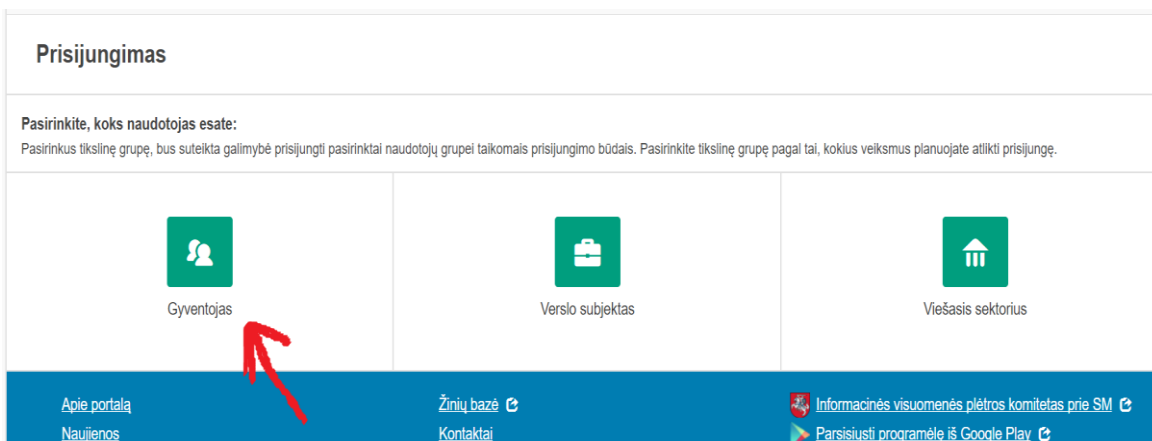 Prisijungimas
Pasirinkite, koks naudotojas esate:
Pasirinkus tikslinę grupę, bus suteikta galimybė prisijungti pasirinktai naudotojų grupei taikomais prisijungimo būdais. Pasirinkite tikslinę grupę pagal tai, kokius veiksmus planuojate atlikti prisijungę.
Gyventojas
Verslo subjektas
Viešasis sektorius
Apie portalą
Žinių bazė
Informacinės visuomenės plėtros komitetas prie SM
Naujienos
Kontaktai
Parsisiųsti programėlę iš Google Play